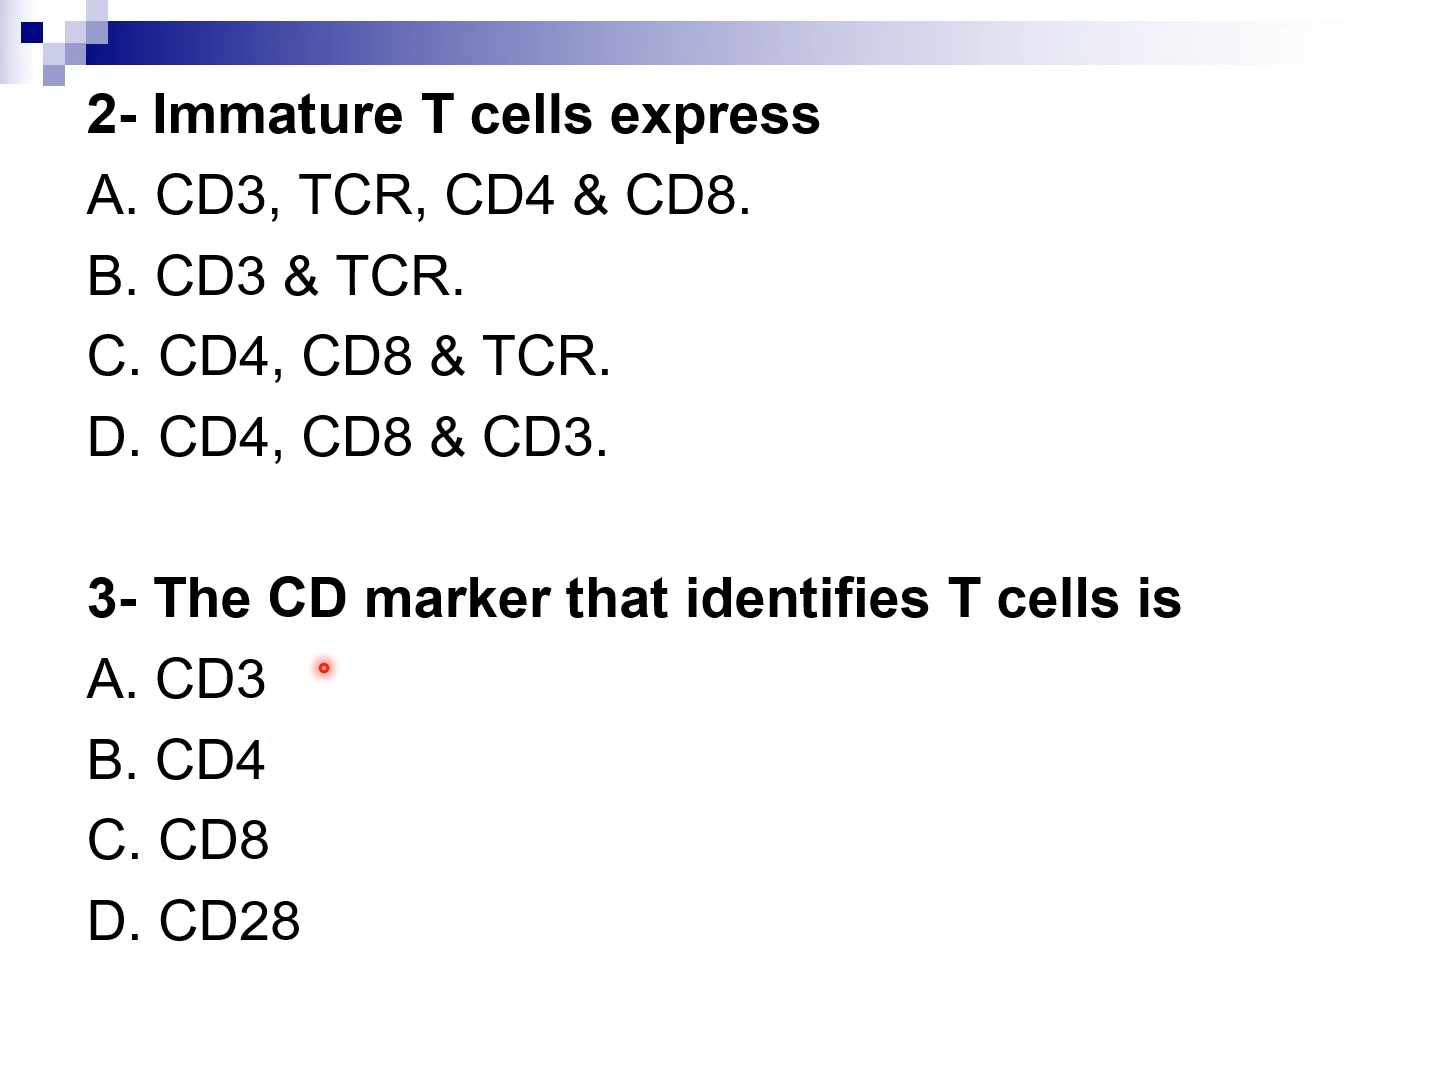 2- Immature T cells express
A. CD3, TCR, CD4 & CD8.
B. CD3 & TCR.
C. CD4, CD8 & TCR.
D. CD4, CD8 & CD3.
3- The CD marker that identifies T cells is
A. CD3
B. CD4
C. CD8
D. CD28